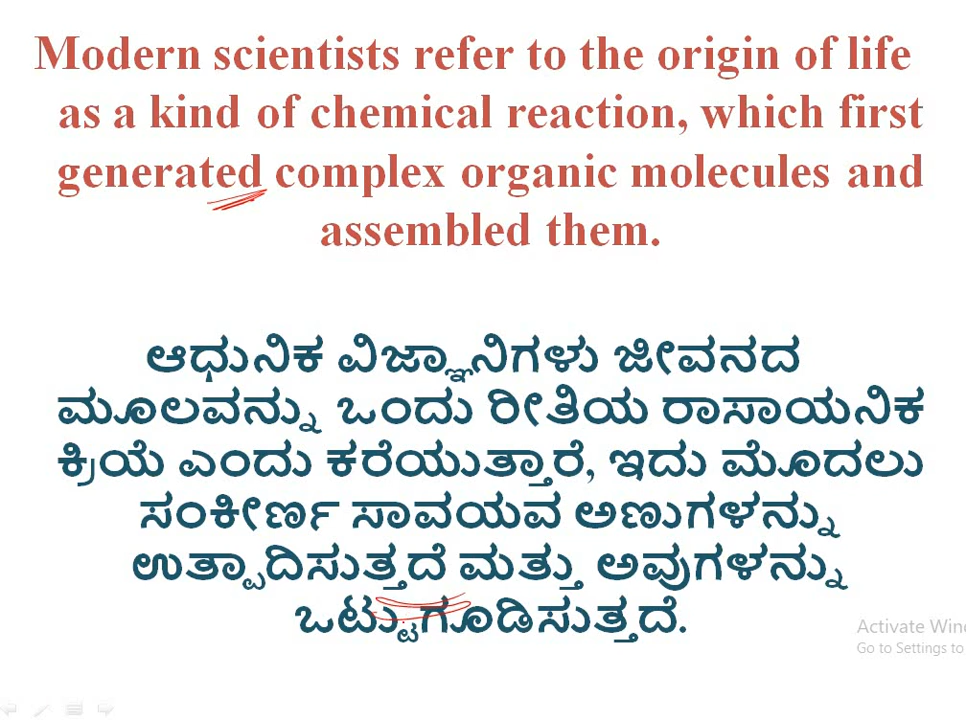 Modern scientists refer to the origin of life
as a kind of chemical reaction, which first
generated complex organic molecules and
assembled them.
ಆಧುನಿಕ ವಿಜ್ಞಾನಿಗಳು ಜೀವನದ
ಮೂಲವನ್ನು ಒಂದು ರೀತಿಯ ರಾಸಾಯನಿಕ
ಕ್ರಿಯೆ ಎಂದು ಕರೆಯುತ್ತಾರೆ, ಇದು ಮೊದಲು
ಸಂಕೀರ್ಣ ಸಾವಯವ ಅಣುಗಳನ್ನು
ಉತ್ಪಾದಿಸುತ್ತದೆ ಮತ್ತು ಅವುಗಳನ್ನು
ಒಟ್ಟುಗೂಡಿಸುತ್ತದೆ.
Activate Win
Go to Settings to